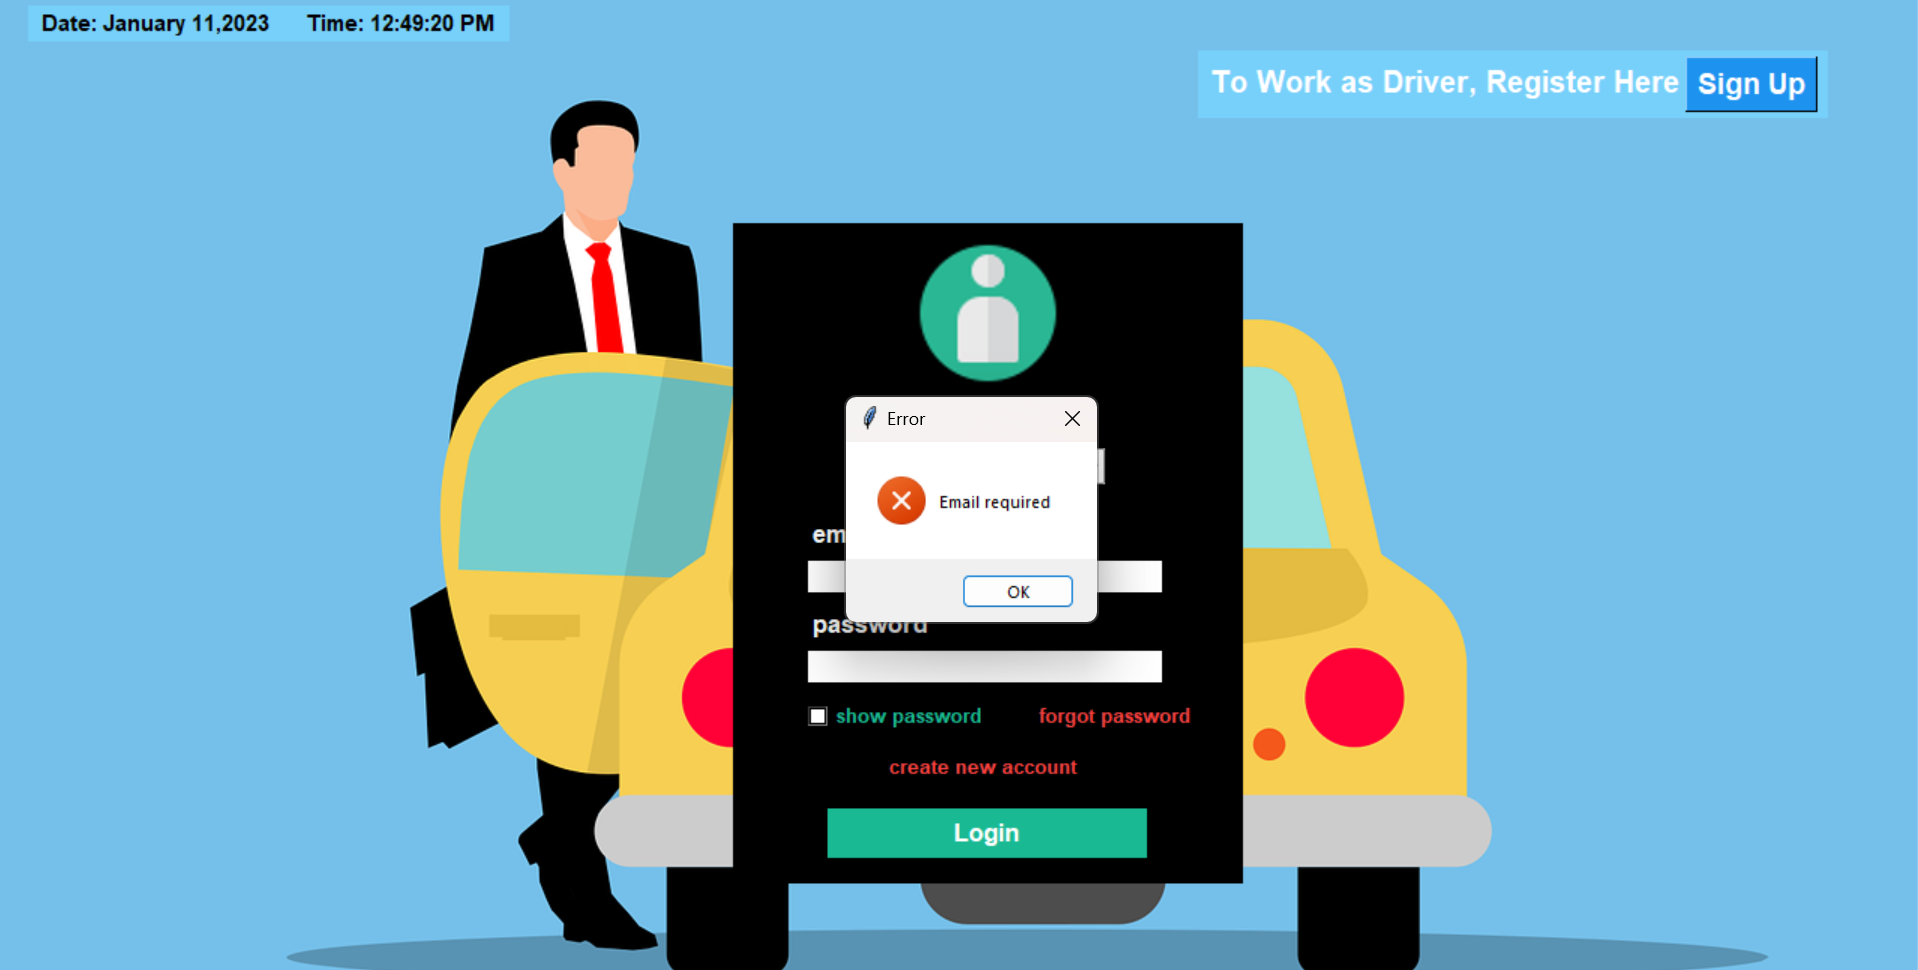 Date: January 11,2023 Time: 12:49:20 PM
To Work as Driver, Register Here Sign Up
Error
Email required
em
OK
password
show password forgot password
create new account
Login